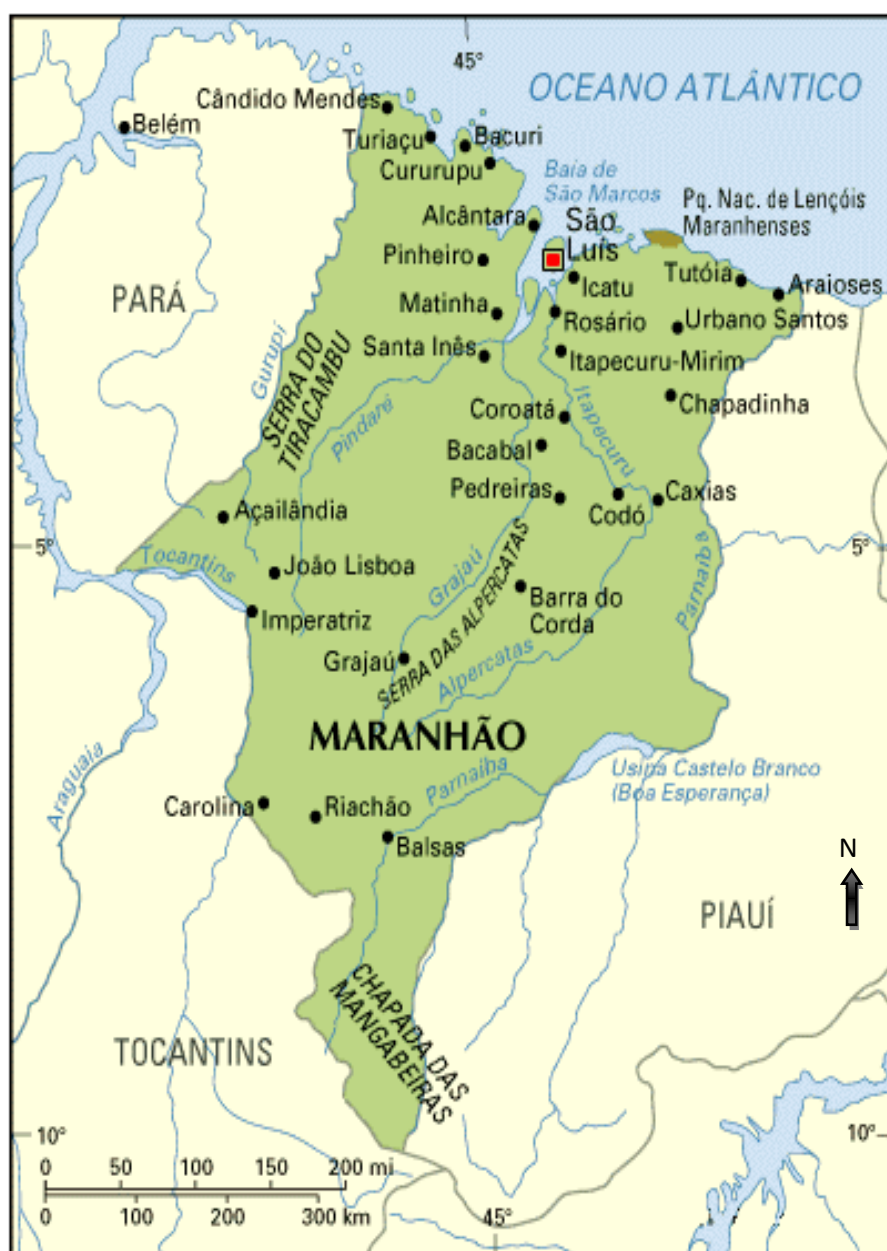 45°
OCEANO ATLÂNTICO
Cândido Mendes
Belém
Turiaçu
Bacuri
Cururupu
Baía de
São Marcos
Pq. Nac. de Lençóis
Maranhenses
Alcântara
São
Luís
Pinheiro
Icatu
Tutóia
Araioses
PARÁ
Matinha
Rosário
Urbano Santos
Santa Inês
Itapecuru-Mirim
Gurupí
SERRA DO
TIRACAMBU
Pindaré
Coroatá
Itapecuru
Chapadinha
Bacabal
Pedreiras
Codó
Caxias
Açailândia
5°
5°
Tocantins
João Lisboa
Grajaú
SERRA DAS ALPERCATAS
Parnaíba
Imperatriz
Barra do
Corda
Grajaú
Alpercatas
MARANHÃO
Araguaia
Parnaíba
Usina Castelo Branco
(Boa Esperança)
Carolina
Riachão
Balsas
N
PIAUÍ
CHAPADA DAS
MANGABEIRAS
TOCANTINS
10°
10°
0 50 100 150 200 mi
0 100 200 300 km
45°